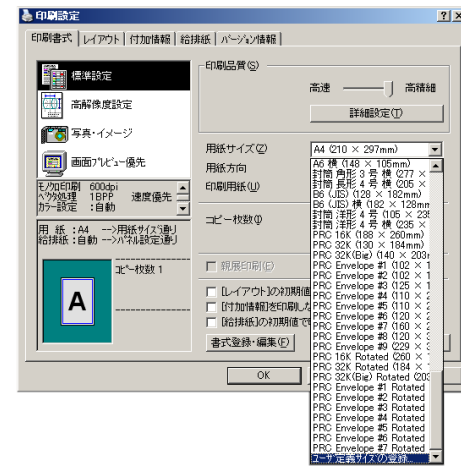 印刷設定
印刷書式 レイアウト 付加情報 給排紙 バージョン情報
標準設定
高解像度設定
写真・イメージ
画面プレビュー優先
モノクロ印刷 600dpi
ベクタ処理 1BPP 速度優先
カラー設定 :自動
用 紙 :A4 -->用紙サイズ通り
給排紙:自動 -->パネル設定通り
コピー枚数 1
A
印刷品質(S)
高速 高精細
詳細設定(T)
用紙サイズ(Z) A4 (210 × 297mm)
用紙方向
印刷用紙(U)
コピー枚数(I)
親展印刷(E)
[レイアウト]の初期値
[付加情報]を印刷した
[給排紙]の初期値で
書式登録・編集(F)
OK
A6 横 (148 × 105mm)
封筒 角形 3 号 横 (277 ×
封筒 長形 4 号 横 (205 ×
B6 (JIS) (128 × 182mm)
B6 (JIS) 横 (182 × 128mm
封筒 洋形 4 号 (105 × 235
封筒 洋形 4 号 横 (235 ×
PRC 16K (188 × 260mm)
PRC 32K (130 × 184mm)
PRC 32K(Big) (140 × 203m
PRC Envelope #1 (102 × 1
PRC Envelope #2 (102 × 1
PRC Envelope #3 (125 × 1
PRC Envelope #4 (110 × 2
PRC Envelope #5 (110 × 2
PRC Envelope #6 (120 × 2
PRC Envelope #7 (160 × 2
PRC Envelope #8 (120 × 3
PRC Envelope #9 (229 × 3
PRC 16K Rotated (260 × 1
PRC 32K Rotated (184 × 1
PRC 32K(Big) Rotated (203
PRC Envelope #1 Rotated
PRC Envelope #2 Rotated
PRC Envelope #3 Rotated
PRC Envelope #4 Rotated
PRC Envelope #5 Rotated
PRC Envelope #6 Rotated
PRC Envelope #7 Rotated
ユーザ定義サイズの登録...